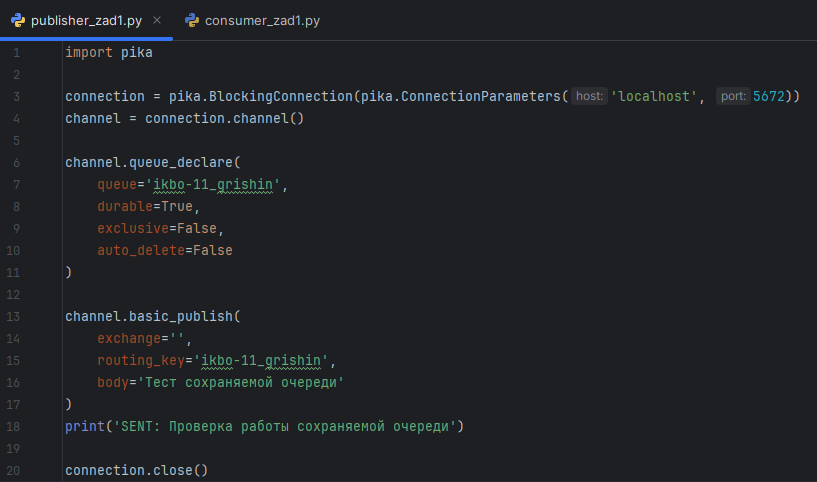 publisher_zad1.py × consumer_zad1.py
1 import pika
2
3 connection = pika.BlockingConnection(pika.ConnectionParameters( host: 'localhost', port: 5672))
4 channel = connection.channel()
5
6 channel.queue_declare(
7 queue='ikbo-11_grishin',
8 durable=True,
9 exclusive=False,
10 auto_delete=False
11 )
12
13 channel.basic_publish(
14 exchange='',
15 routing_key='ikbo-11_grishin',
16 body='Тест сохраняемой очереди'
17 )
18 print('SENT: Проверка работы сохраняемой очереди')
19
20 connection.close()